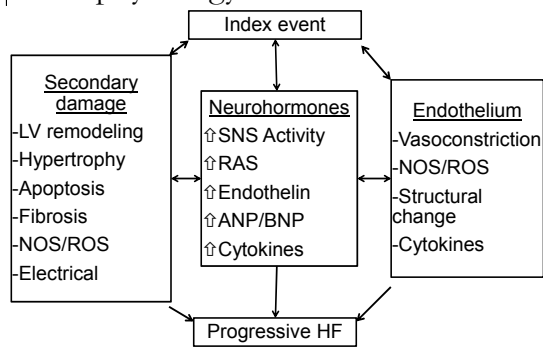 Index event
Secondary
damage
-LV remodeling
-Hypertrophy
-Apoptosis
-Fibrosis
-NOS/ROS
-Electrical
Neurohormones
⇧SNS Activity
⇧RAS
⇧Endothelin
⇧ANP/BNP
⇧Cytokines
Endothelium
-Vasoconstriction
-NOS/ROS
-Structural
change
-Cytokines
Progressive HF